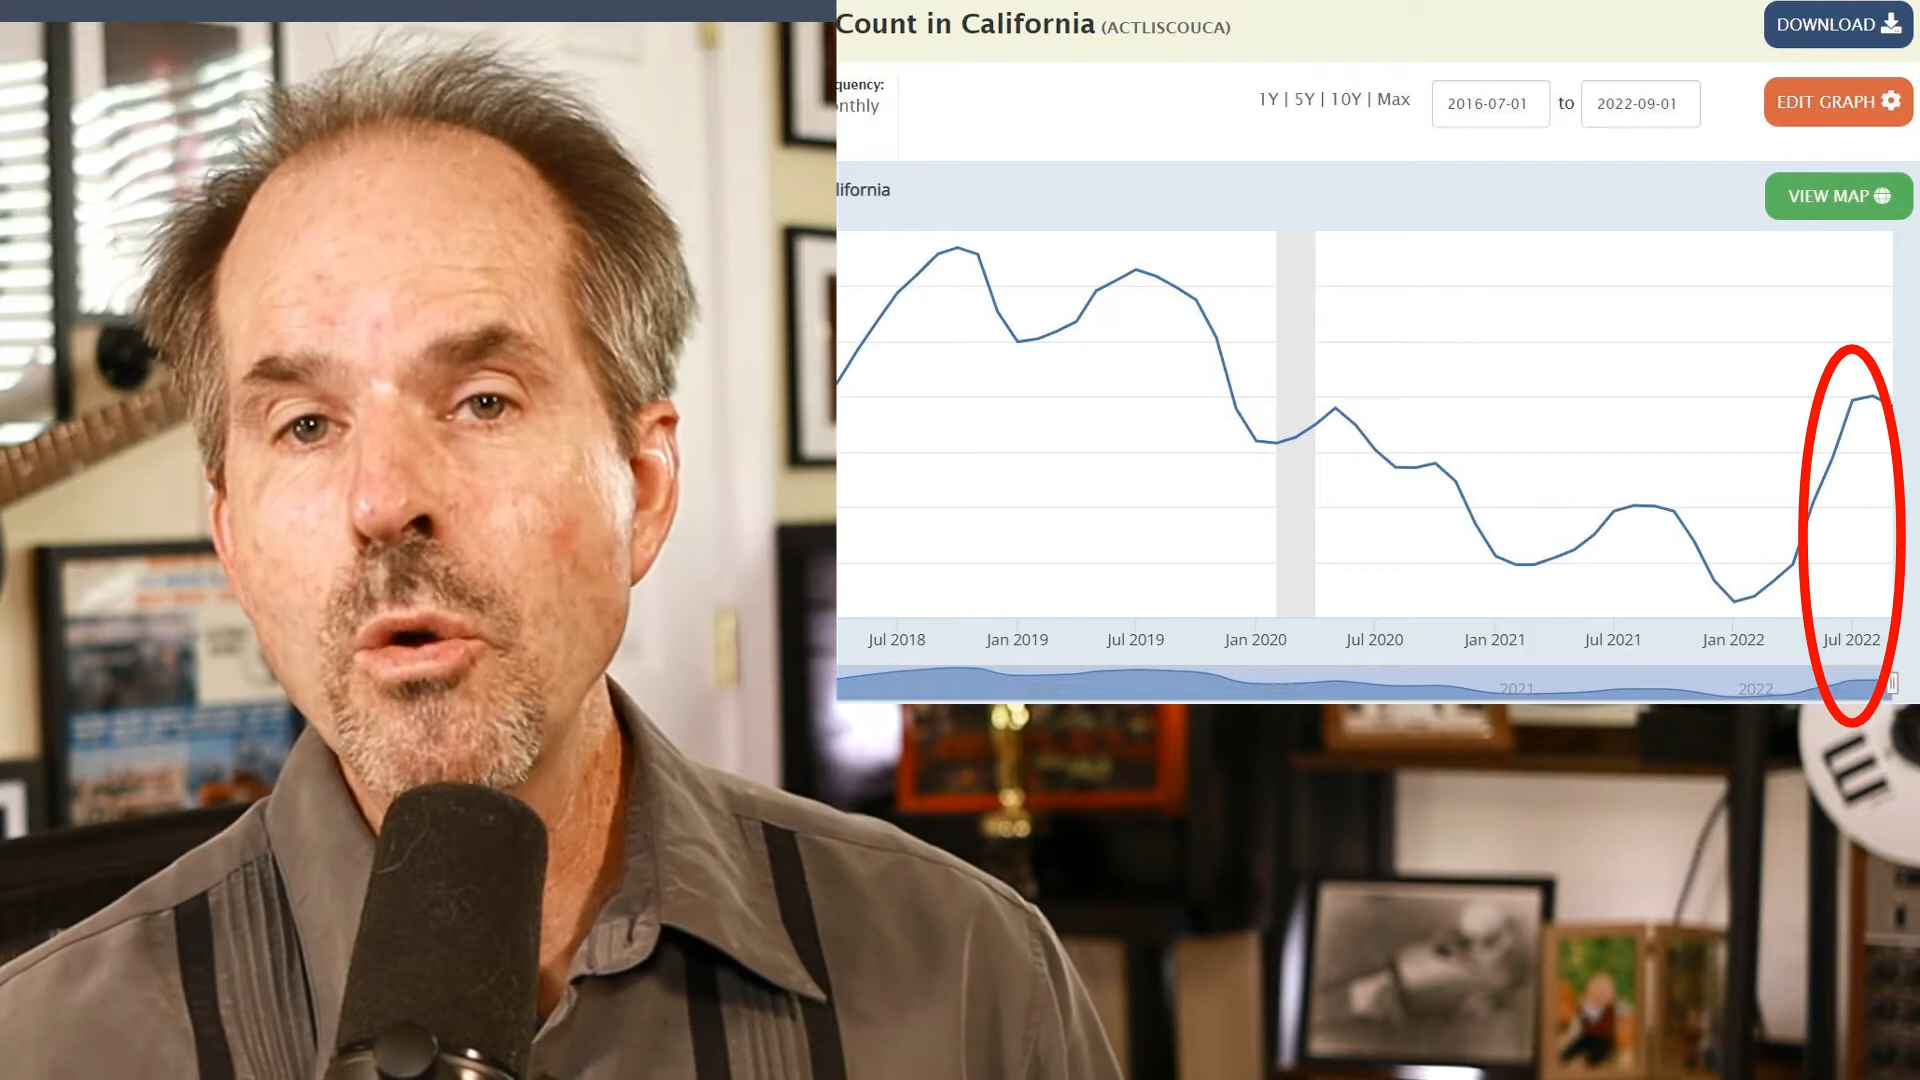 Count in California (ACTLISCOUCA)
DOWNLOAD
quency:
nthly
1Y | 5Y | 10Y | Max
2016-07-01 to 2022-09-01
EDIT GRAPH
lifornia
VIEW MAP
Jul 2018 Jan 2019 Jul 2019 Jan 2020 Jul 2020 Jan 2021 Jul 2021 Jan 2022 Jul 2022
2021 2022